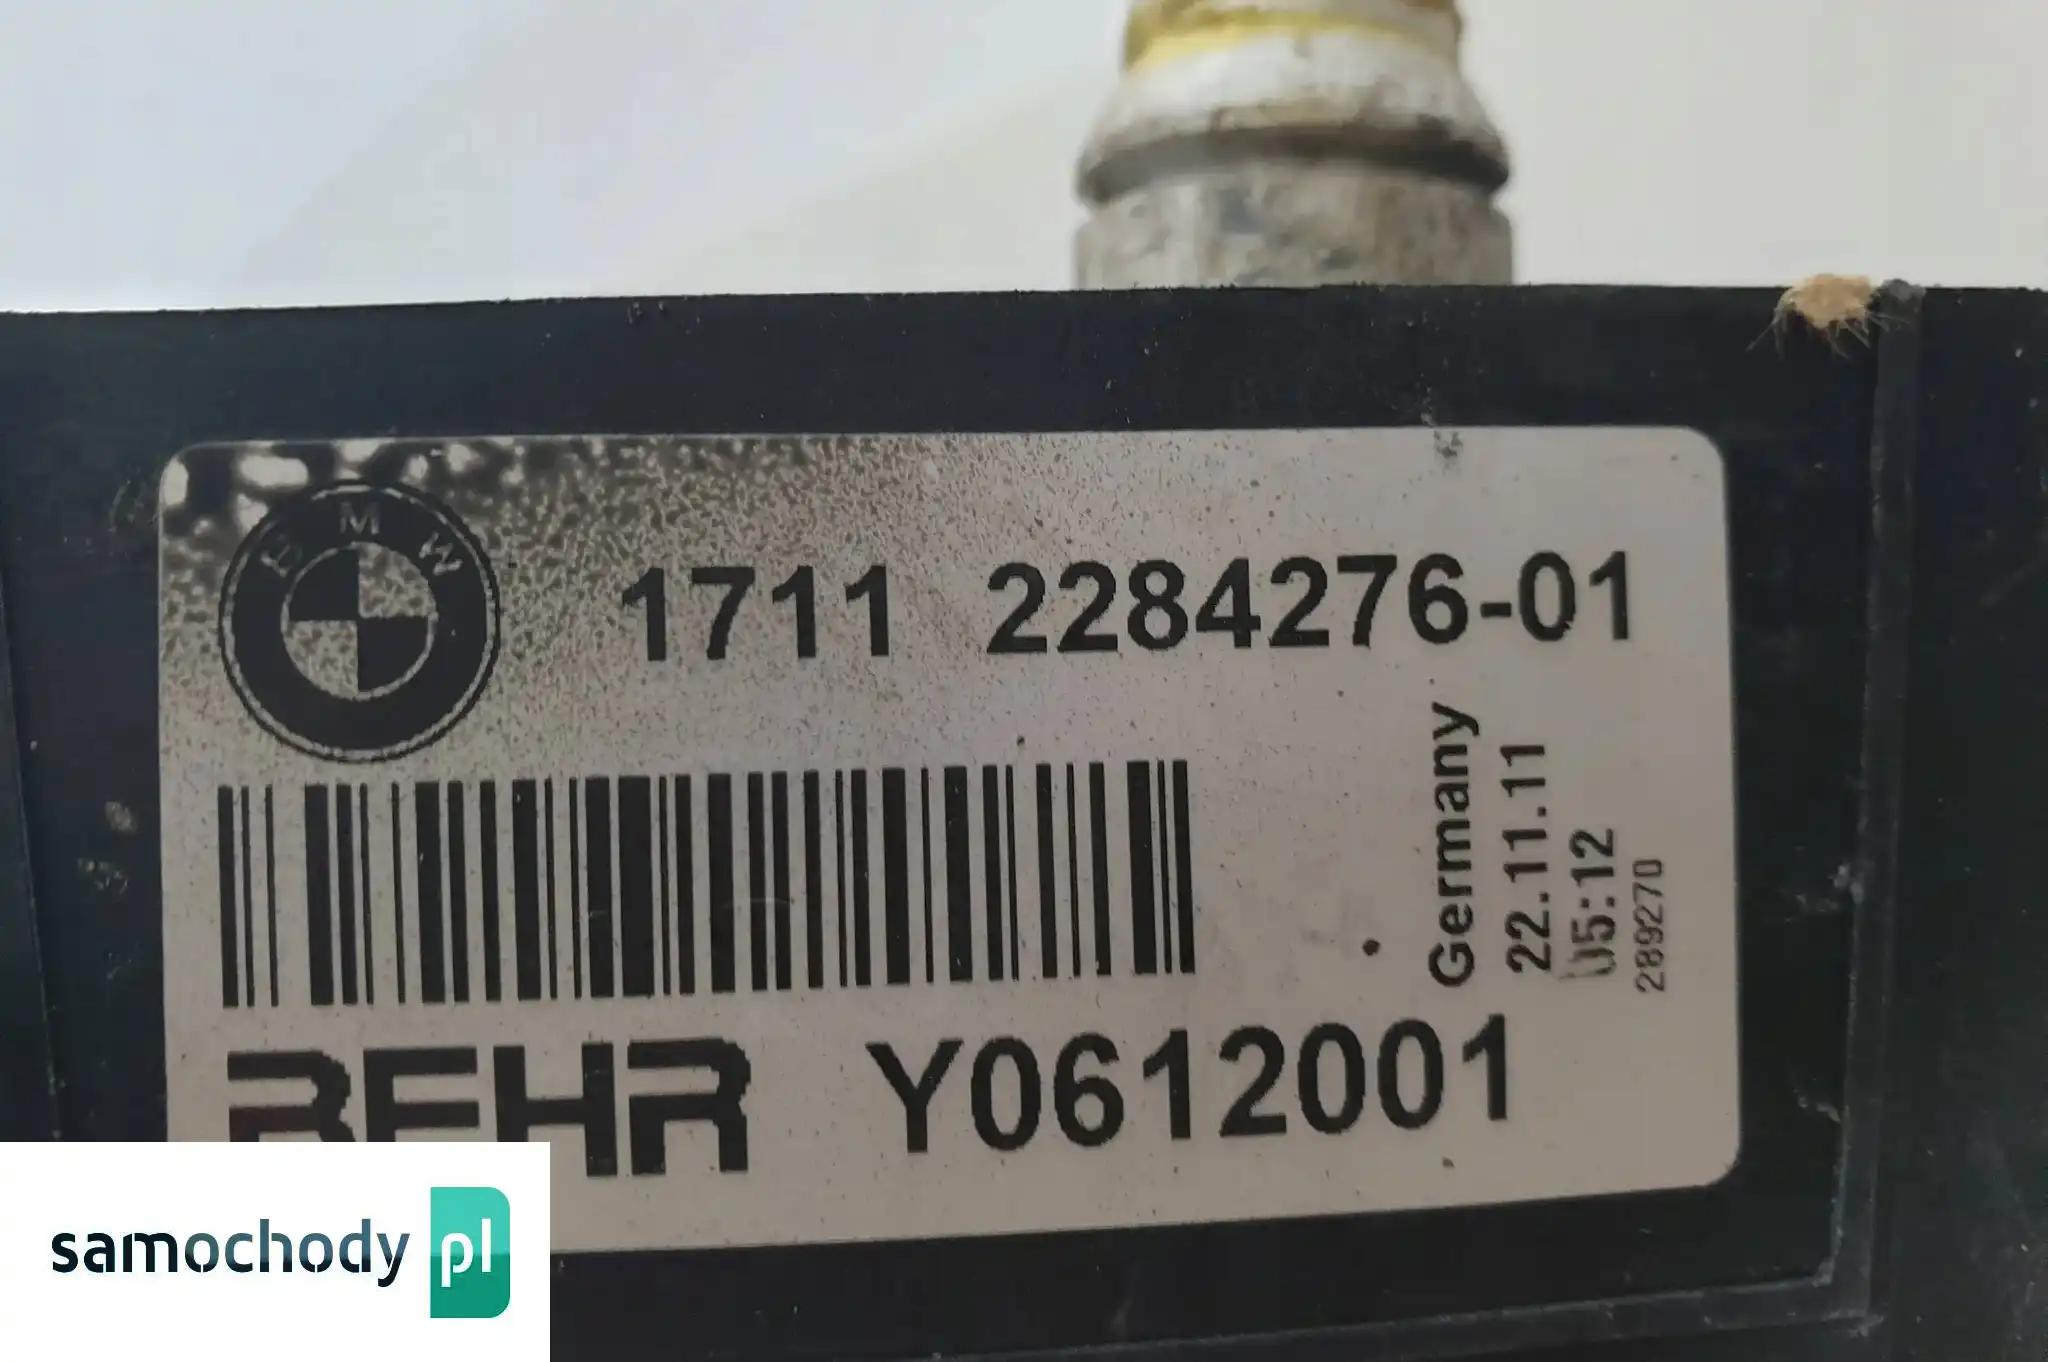 BMW
1711 2284276-01
Germany
22.11.11
05:12
289270
BEHR Y0612001
samochody pl